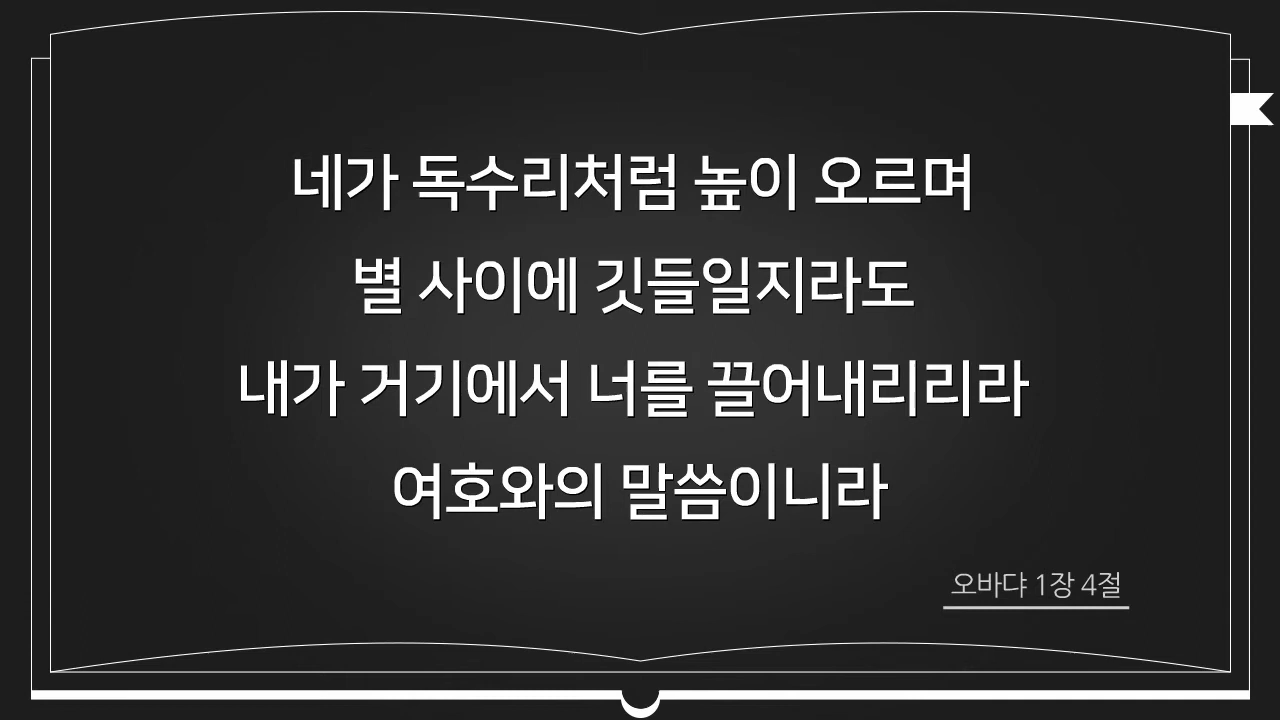 네가 독수리처럼 높이 오르며
별 사이에 깃들일지라도
내가 거기에서 너를 끌어내리리라
여호와의 말씀이니라
오바댜 1장 4절